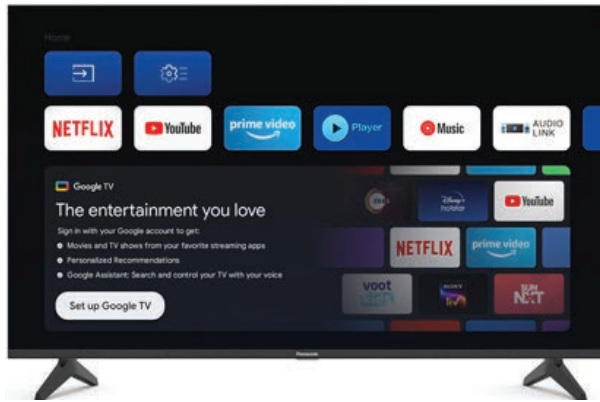 Home
NETFLIX
YouTube
prime video
Player
Music
AUDIO
LINK
Google TV
The entertainment you love
Sign in with your Google account to get:
Movies and TV shows from your favorite streaming apps
Personalized Recommendations
Google Assistant: Search and control your TV with your voice
Set up Google TV
Disney+
hotstar
YouTube
NETFLIX
prime video
voot
SONY
liv
SUN
NXT
Panasonic